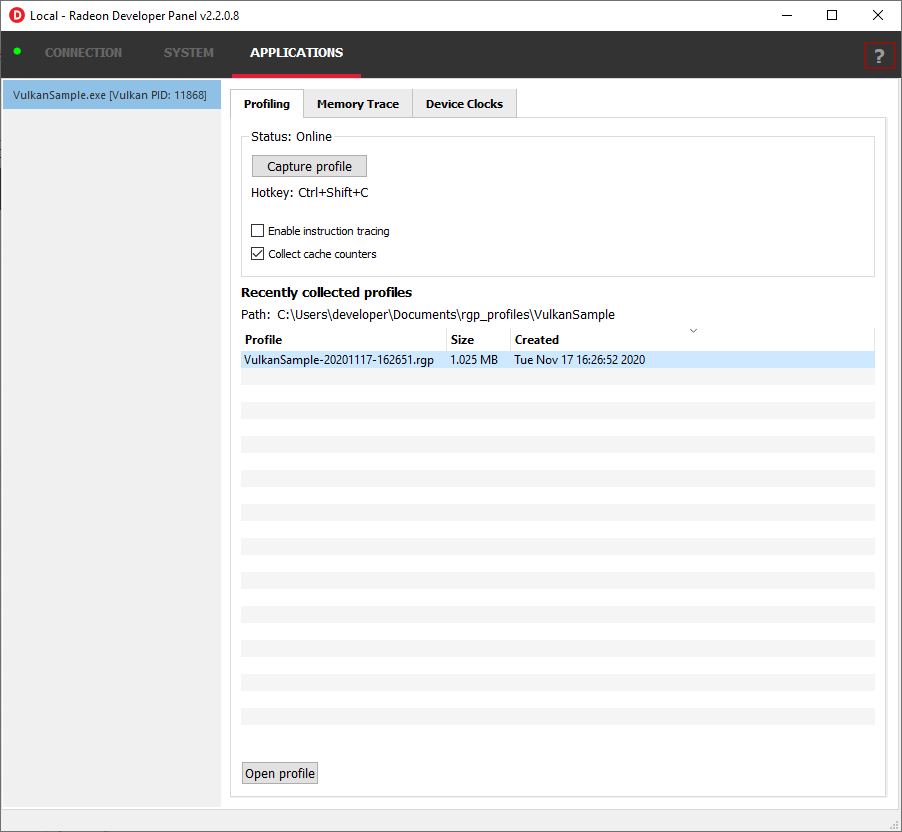 D Local - Radeon Developer Panel v2.2.0.8
CONNECTION SYSTEM APPLICATIONS ?
VulkanSample.exe [Vulkan PID: 11868]
Profiling Memory Trace Device Clocks
Status: Online
Capture profile
Hotkey: Ctrl+Shift+C
Enable instruction tracing
Collect cache counters
Recently collected profiles
Path: C:\Users\developer\Documents\rgp_profiles\VulkanSample
Profile Size Created
VulkanSample-20201117-162651.rgp 1.025 MB Tue Nov 17 16:26:52 2020
Open profile